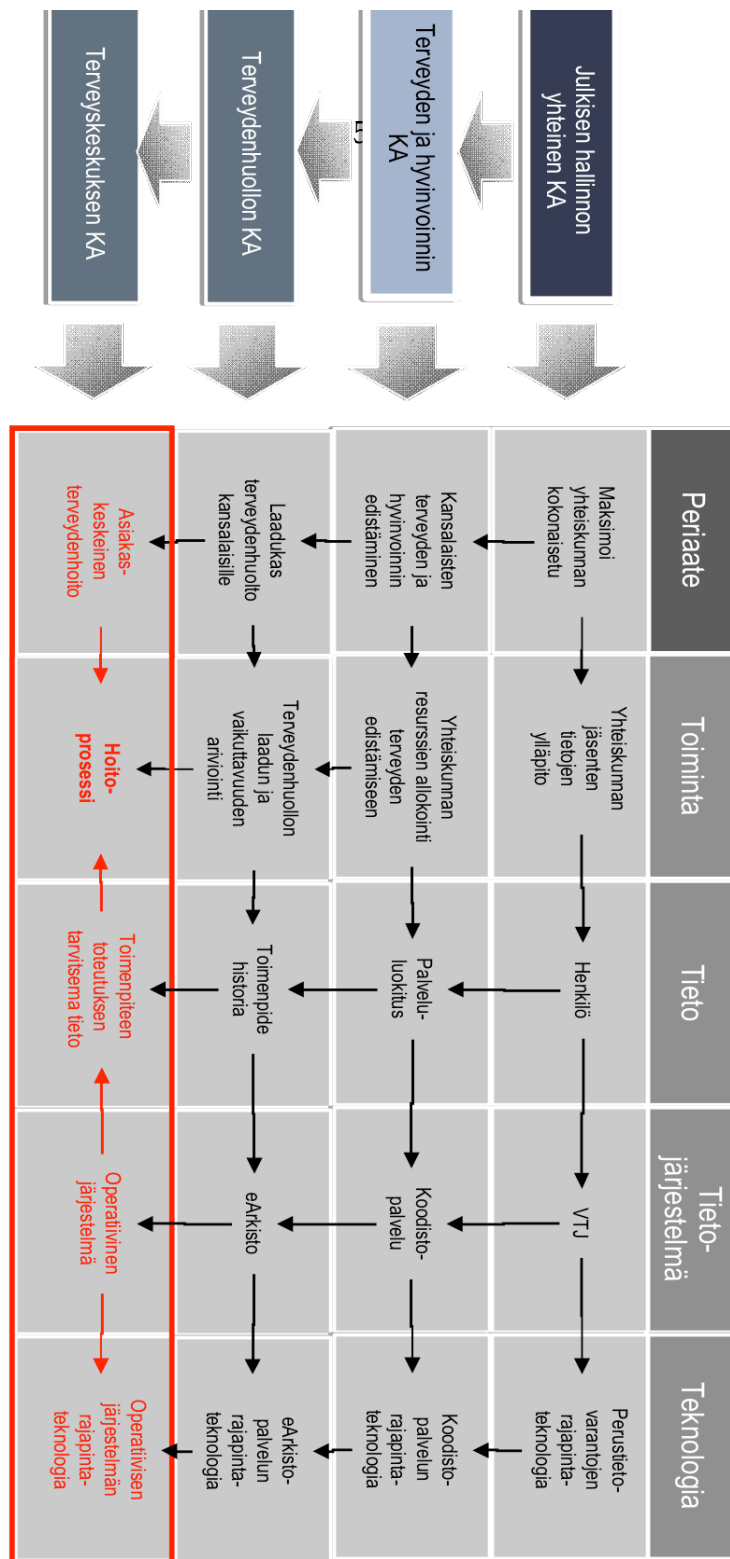 Periaate
Toiminta
Tieto
Tieto-
järjestelmä
Teknologia
Julkisen hallinnon
yhteinen KA
Maksimoi
yhteiskunnan
kokonaisetu
Yhteiskunnan
jäsenten
tietojen
ylläpito
Henkilö
VTJ
Perustieto-
varantojen
rajapinta-
teknologia
Terveyden ja hyvinvoinnin
KA
Kansalaisten
terveyden ja
hyvinvoinnin
edistäminen
Yhteiskunnan
resurssien allokointi
terveyden
edistämiseen
Palvelu-
luokitus
Koodisto-
palvelu
Koodisto-
palvelun
rajapinta-
teknologia
Terveydenhuollon KA
Laadukas
terveydenhuolto
kansalaisille
Terveydenhuollon
laadun ja
vaikuttavuuden
ariviointi
Toimenpide
historia
eArkisto
eArkisto-
palvelun
rajapinta-
teknologia
Terveyskeskuksen KA
Asiakas-
keskeinen
terveydenhoito
Hoito-
prosessi
Toimenpiteen
toteutuksen
tarvitsema tieto
Operatiivinen
järjestelmä
Operatiivisen
järjestelmän
rajapinta-
teknologia